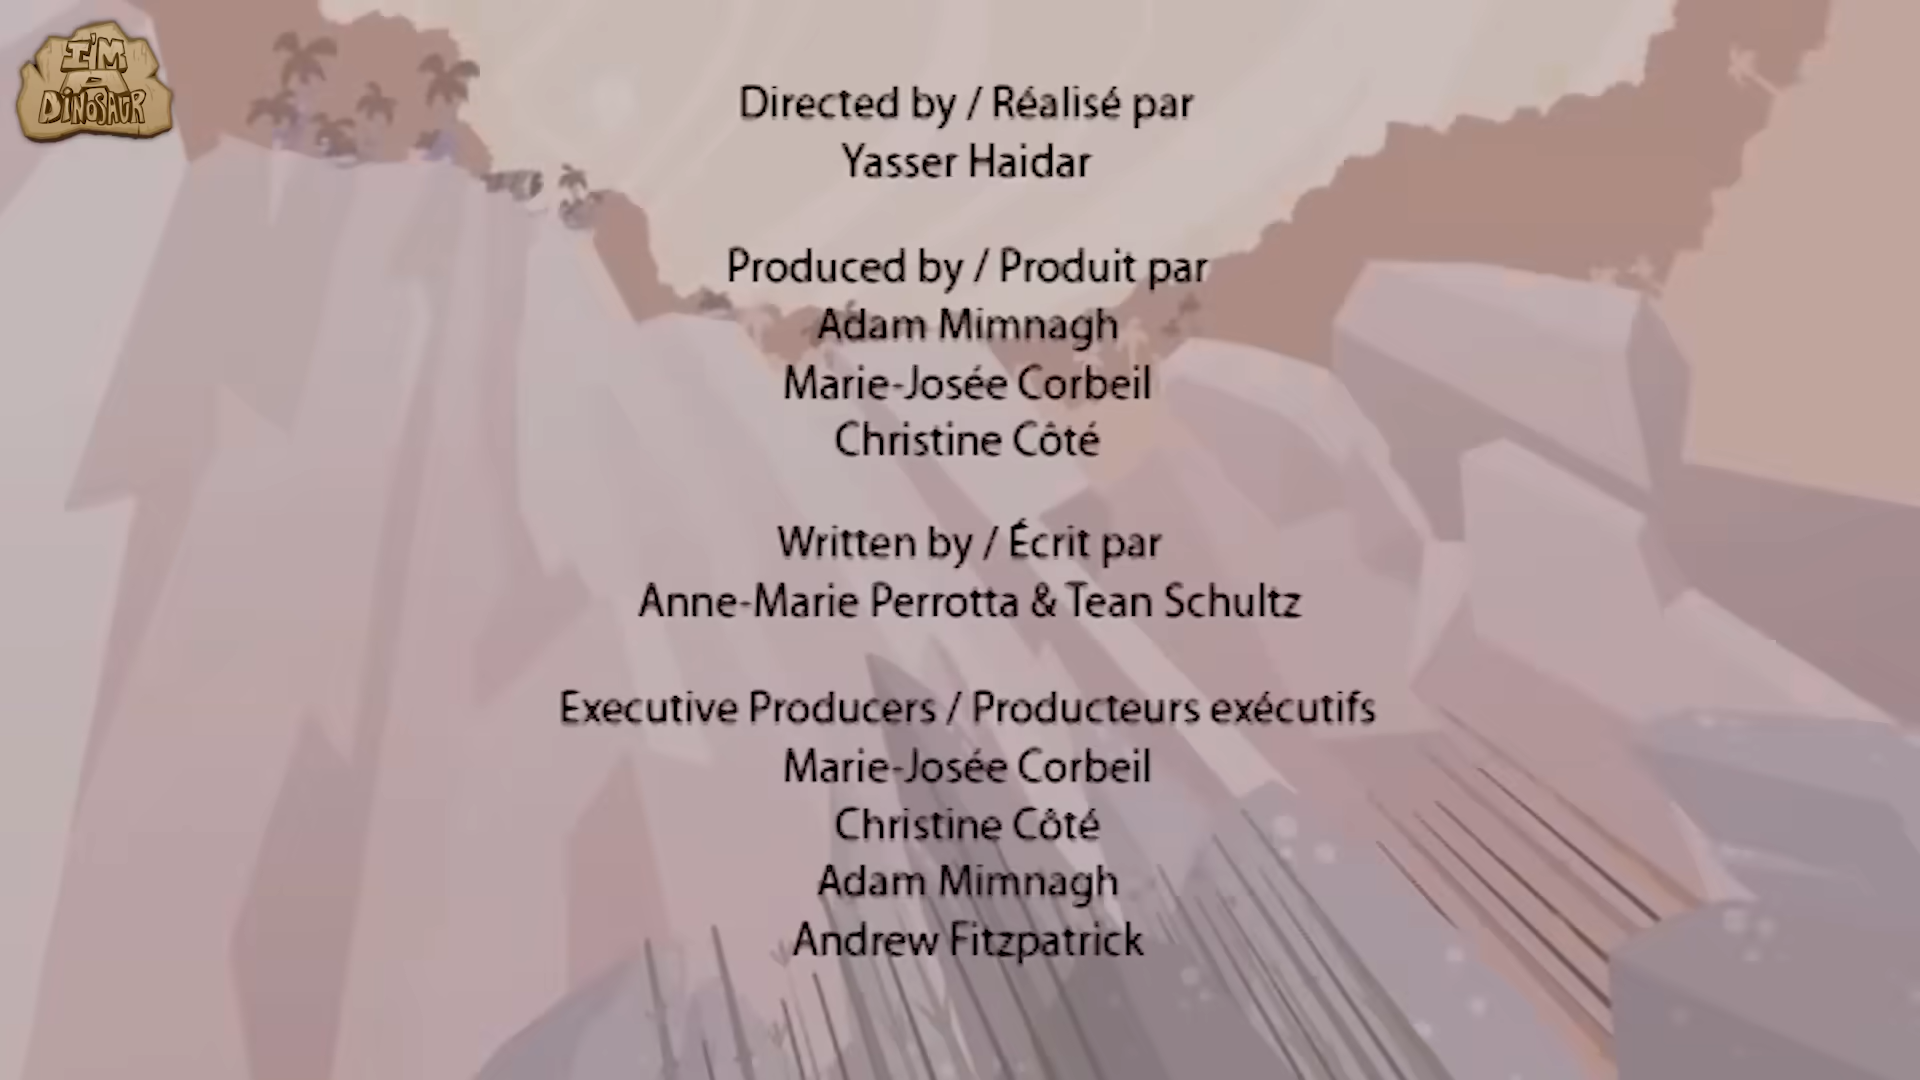 I'M
A
DINOSAUR
Directed by / Réalisé par
Yasser Haidar
Produced by / Produit par
Adam Mimnagh
Marie-Josée Corbeil
Christine Côté
Written by / Écrit par
Anne-Marie Perrotta & Tean Schultz
Executive Producers / Producteurs exécutifs
Marie-Josée Corbeil
Christine Côté
Adam Mimnagh
Andrew Fitzpatrick